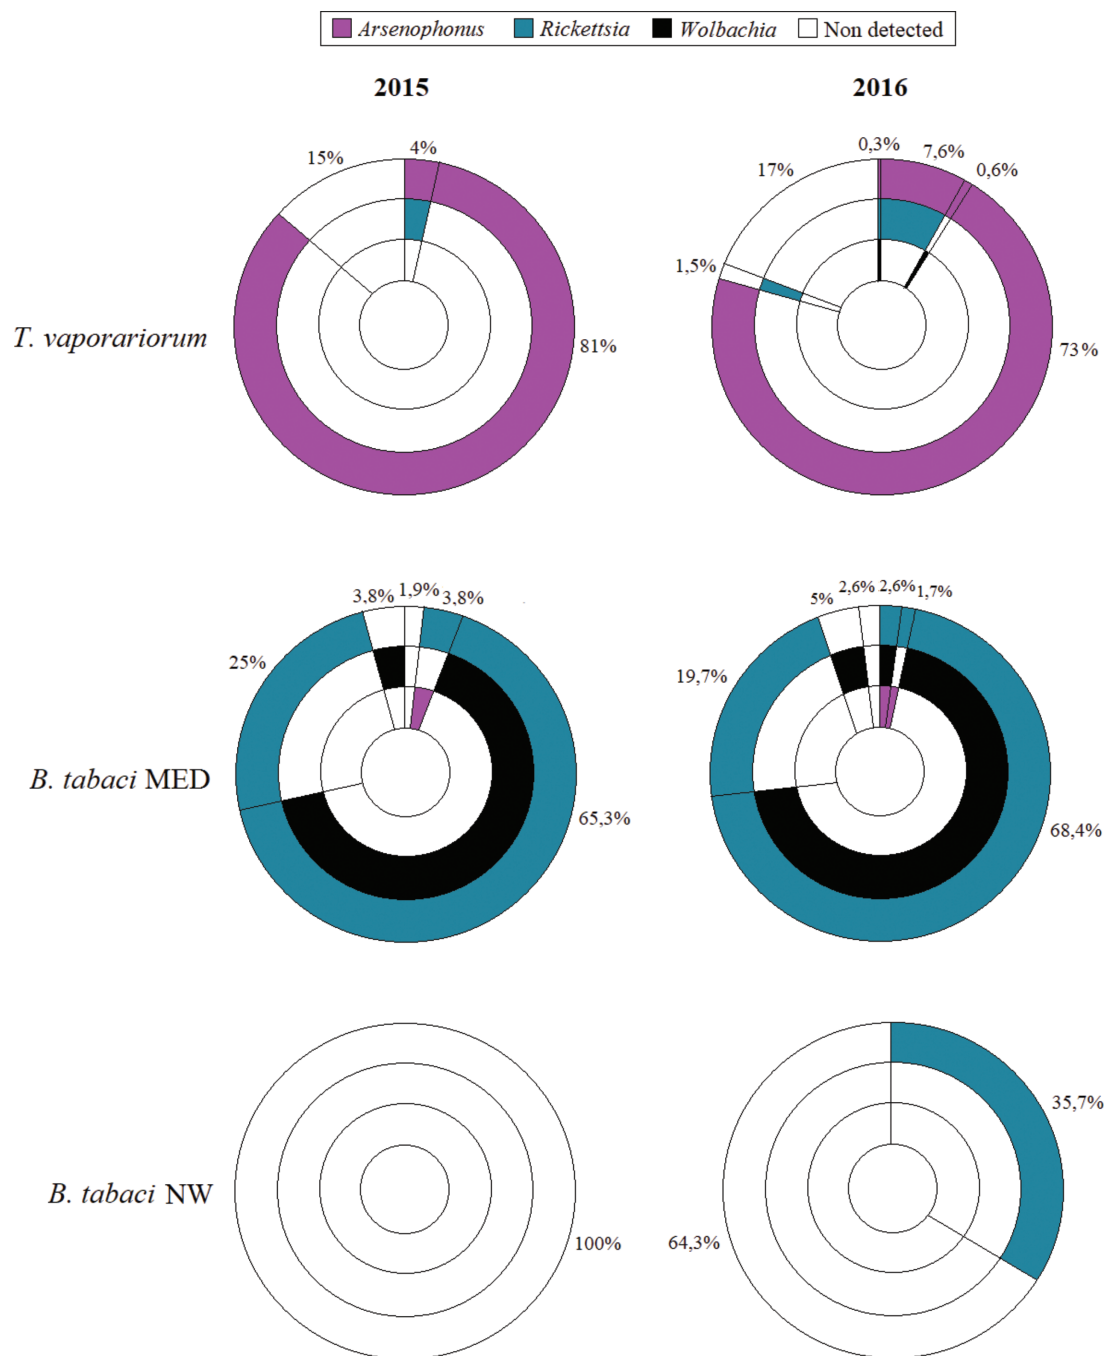 Arsenophonus Rickettsia Wolbachia Non detected
2015 2016
15% 4% 0,3% 7,6% 0,6%
17%
1,5%
T. vaporariorum 81% 73%
3,8% 1,9% 3,8% 5% 2,6% 2,6% 1,7%
25% 19,7%
B. tabaci MED 65,3% 68,4%
35,7%
B. tabaci NW
100% 64,3%